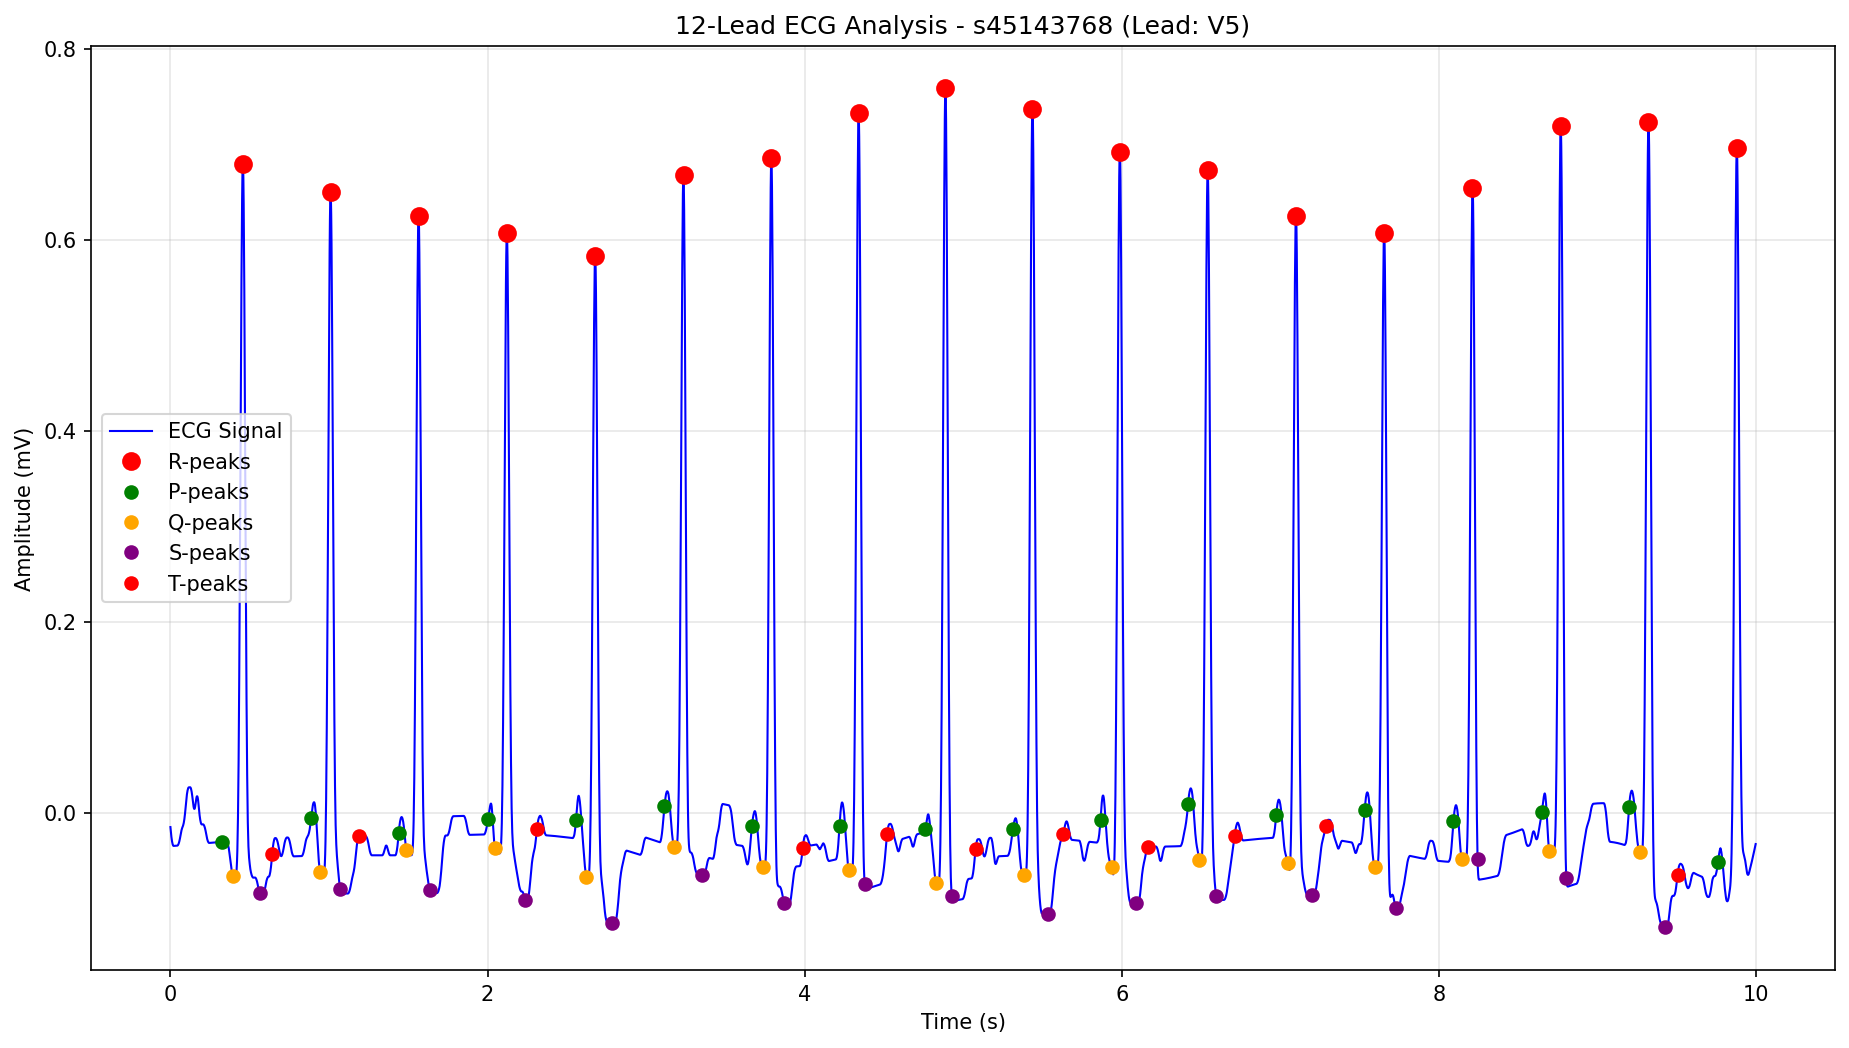 12-Lead ECG Analysis - s45143768 (Lead: V5)
Amplitude (mV)
0.8
0.6
0.4
0.2
0.0
ECG Signal
R-peaks
P-peaks
Q-peaks
S-peaks
T-peaks
0 2 4 6 8 10
Time (s)